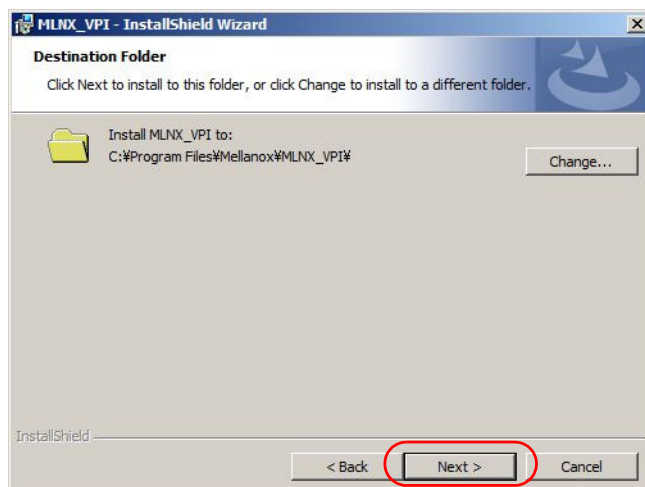 MLNX_VPI - InstallShield Wizard
Destination Folder
Click Next to install to this folder, or click Change to install to a different folder.
Install MLNX_VPI to:
C:¥Program Files¥Mellanox¥MLNX_VPI¥
Change...
InstallShield
< Back
Next >
Cancel